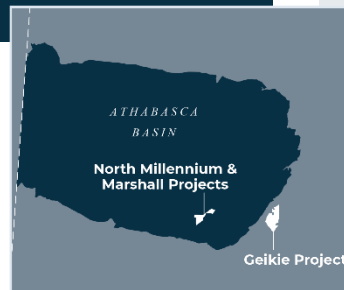 ATHABASCA
BASIN
North Millennium &
Marshall Projects
Geikie Project